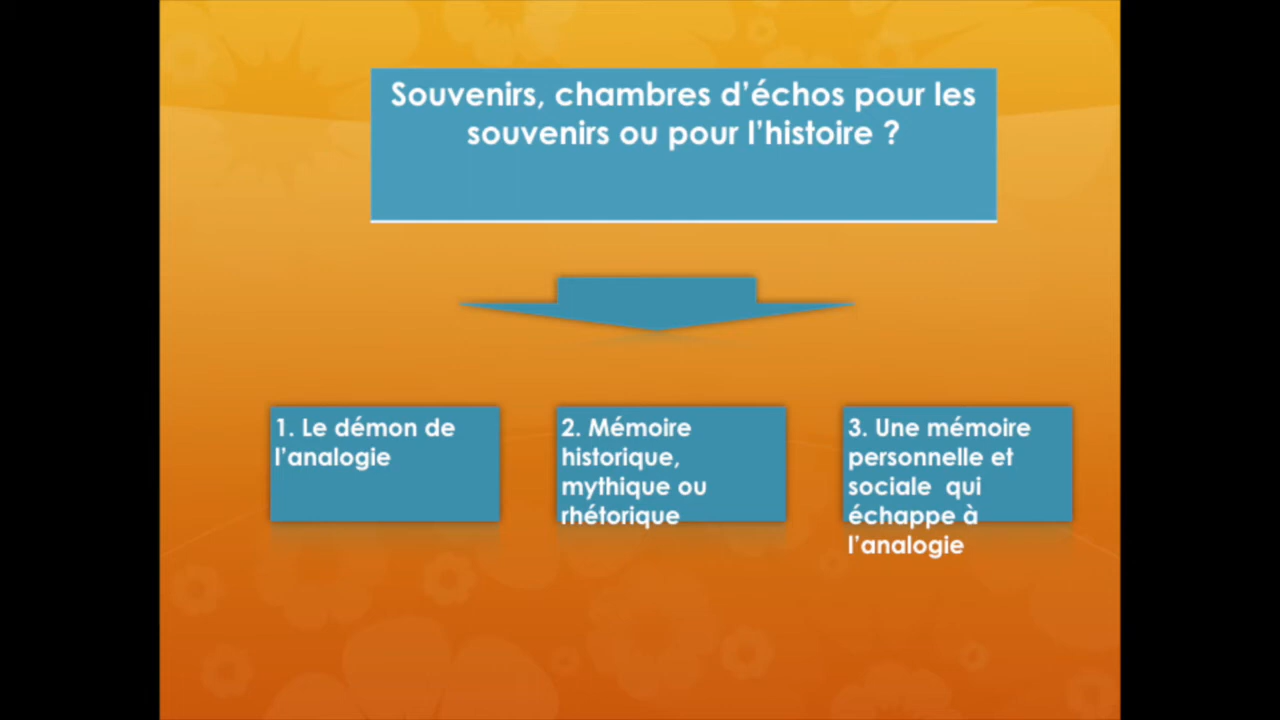 Souvenirs, chambres d’échos pour les
souvenirs ou pour l’histoire ?
1. Le démon de
l’analogie
2. Mémoire
historique,
mythique ou
rhétorique
3. Une mémoire
personnelle et
sociale qui
échappe à
l’analogie